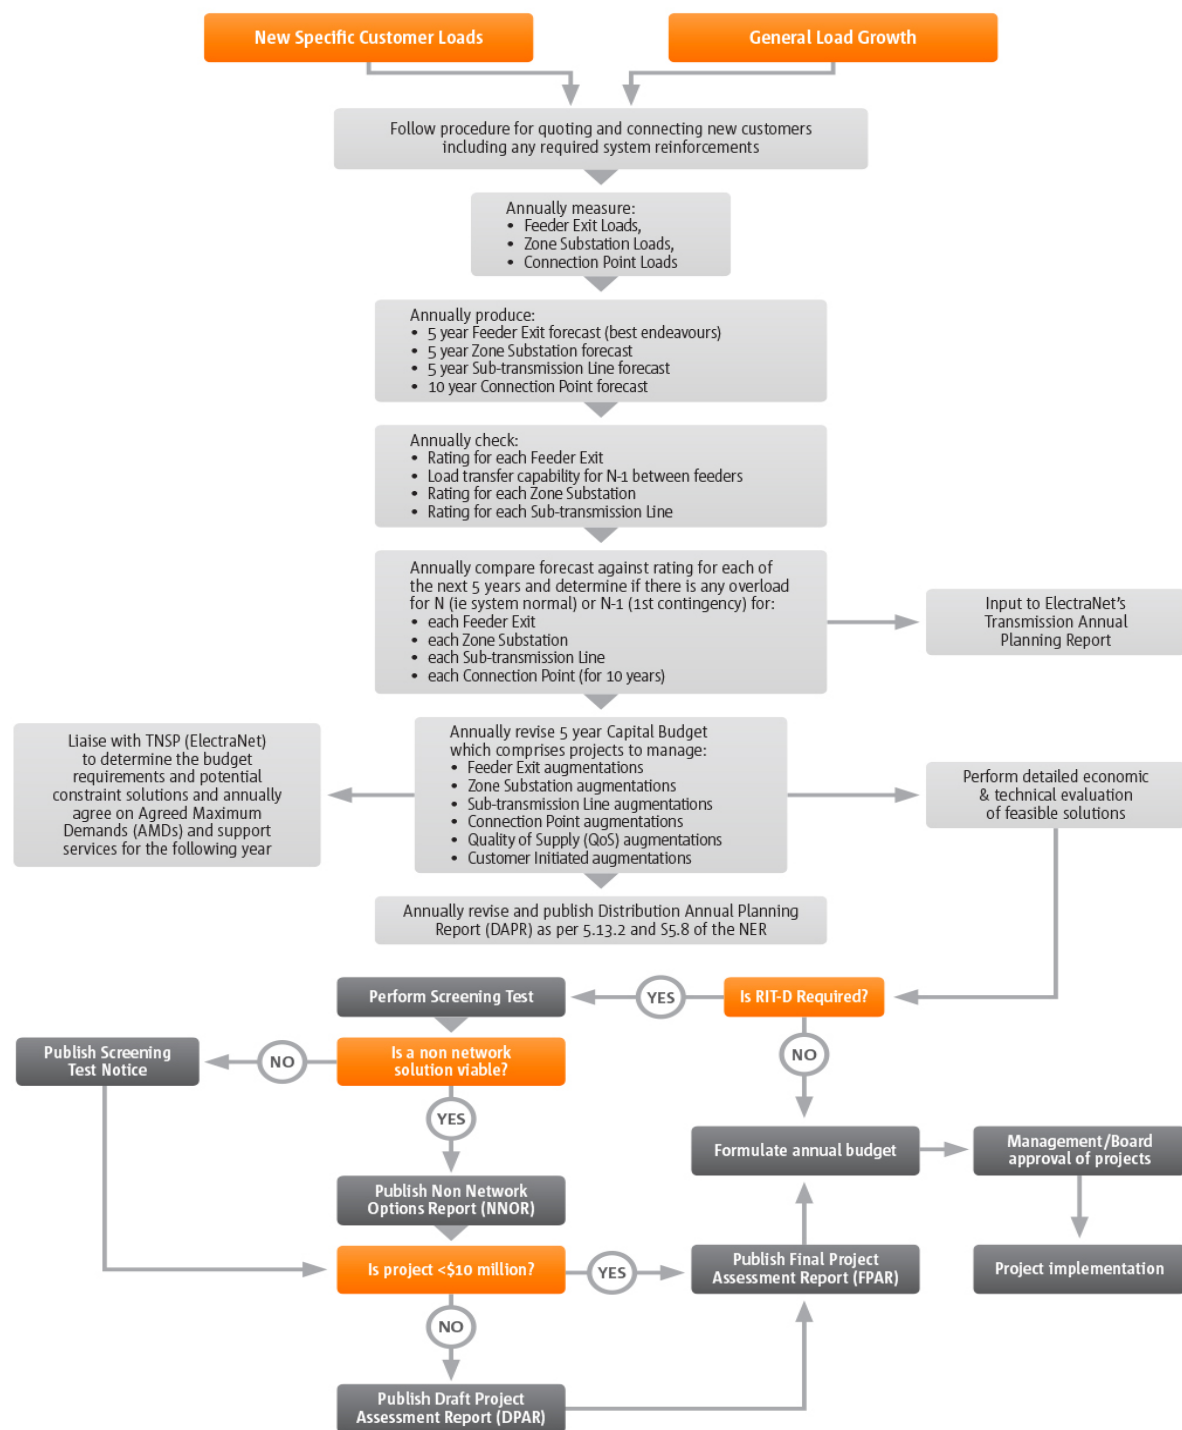 New Specific Customer Loads
General Load Growth
Follow procedure for quoting and connecting new customers
including any required system reinforcements
Annually measure:
• Feeder Exit Loads,
• Zone Substation Loads,
• Connection Point Loads
Annually produce:
• 5 year Feeder Exit forecast (best endeavours)
• 5 year Zone Substation forecast
• 5 year Sub-transmission Line forecast
• 10 year Connection Point forecast
Annually check:
• Rating for each Feeder Exit
• Load transfer capability for N-1 between feeders
• Rating for each Zone Substation
• Rating for each Sub-transmission Line
Annually compare forecast against rating for each of
the next 5 years and determine if there is any overload
for N (ie system normal) or N-1 (1st contingency) for:
• each Feeder Exit
• each Zone Substation
• each Sub-transmission Line
• each Connection Point (for 10 years)
Input to ElectraNet's
Transmission Annual
Planning Report
Liaise with TNSP (ElectraNet)
to determine the budget
requirements and potential
constraint solutions and annually
agree on Agreed Maximum
Demands (AMDs) and support
services for the following year
Annually revise 5 year Capital Budget
which comprises projects to manage:
• Feeder Exit augmentations
• Zone Substation augmentations
• Sub-transmission Line augmentations
• Connection Point augmentations
• Quality of Supply (QoS) augmentations
• Customer Initiated augmentations
Perform detailed economic
& technical evaluation
of feasible solutions
Annually revise and publish Distribution Annual Planning
Report (DAPR) as per 5.13.2 and S5.8 of the NER
Perform Screening Test
YES
Is RIT-D Required?
Publish Screening
Test Notice
NO
Is a non network
solution viable?
NO
YES
Formulate annual budget
Management/Board
approval of projects
Publish Non Network
Options Report (NNOR)
Is project <$10 million?
YES
Publish Final Project
Assessment Report (FPAR)
Project implementation
NO
Publish Draft Project
Assessment Report (DPAR)